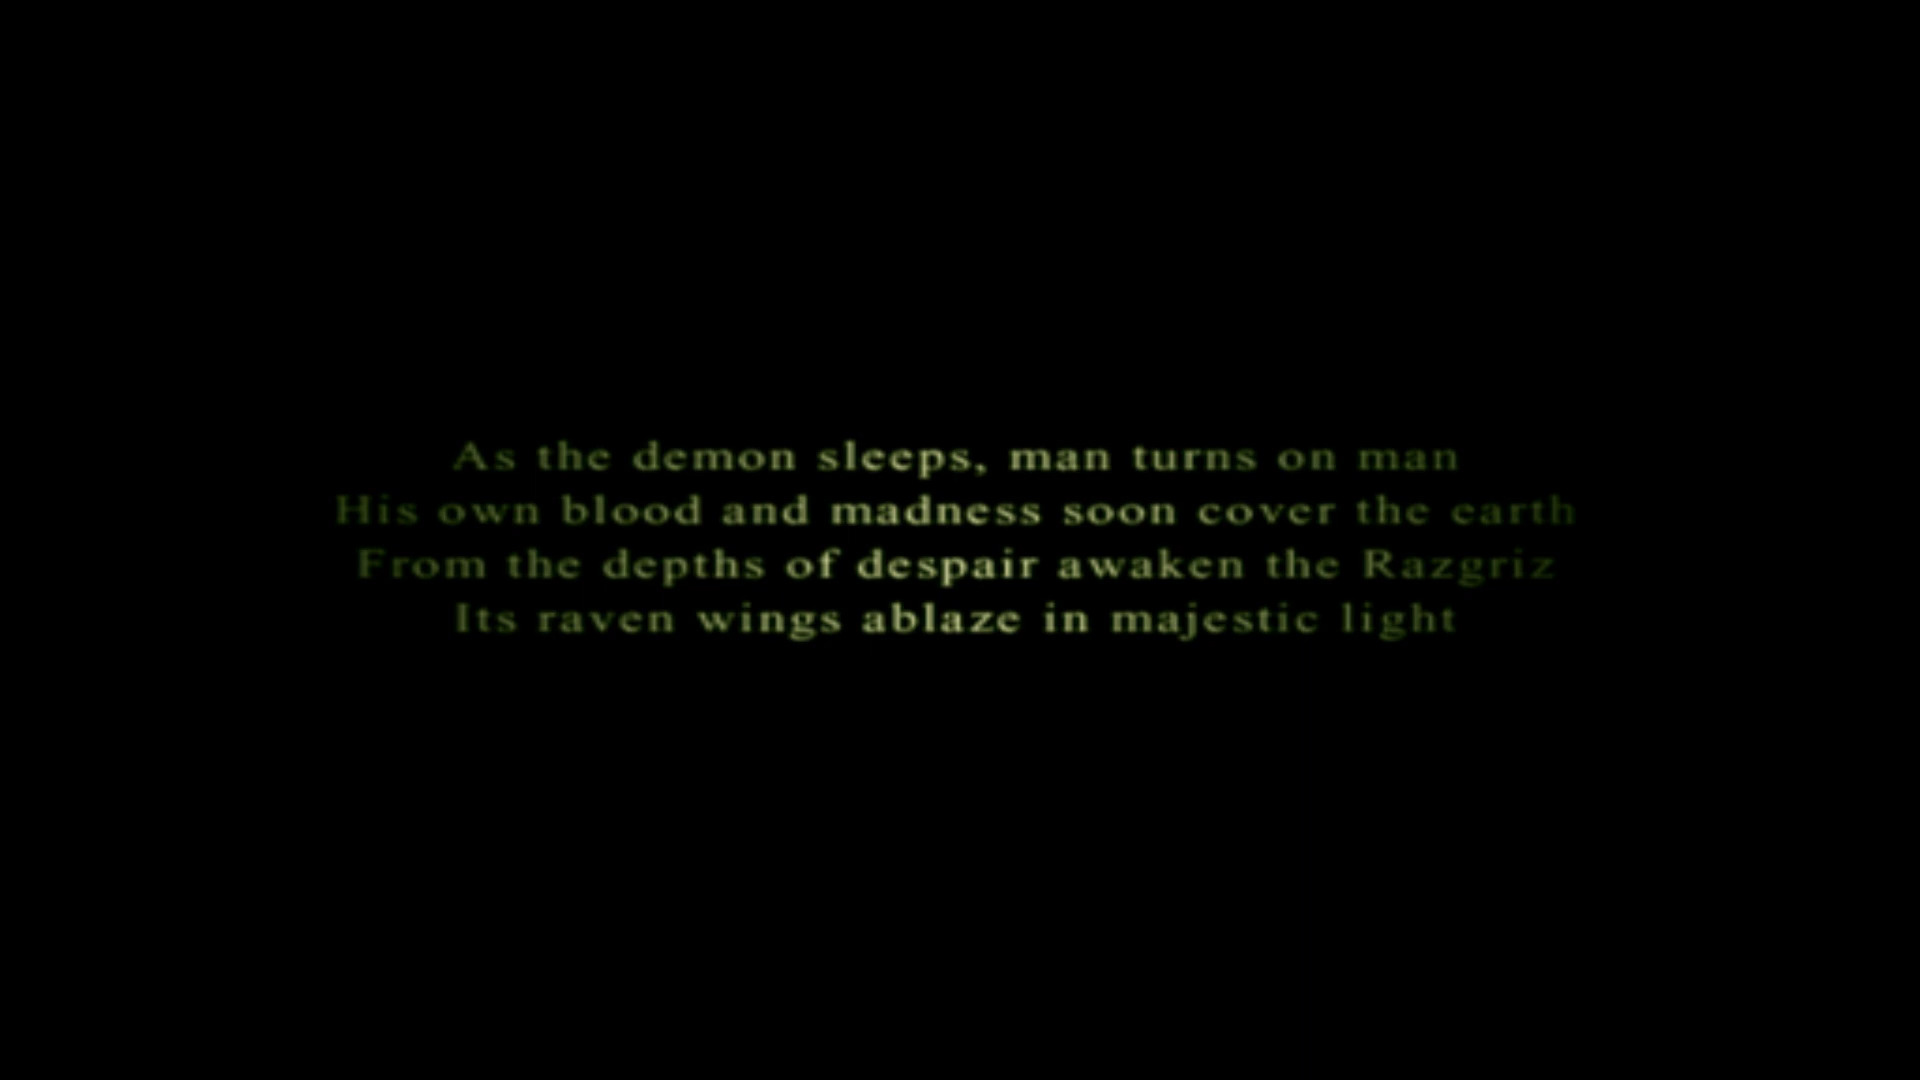 As the demon sleeps, man turns on man
His own blood and madness soon cover the earth
From the depths of despair awaken the Razgriz
Its raven wings ablaze in majestic light